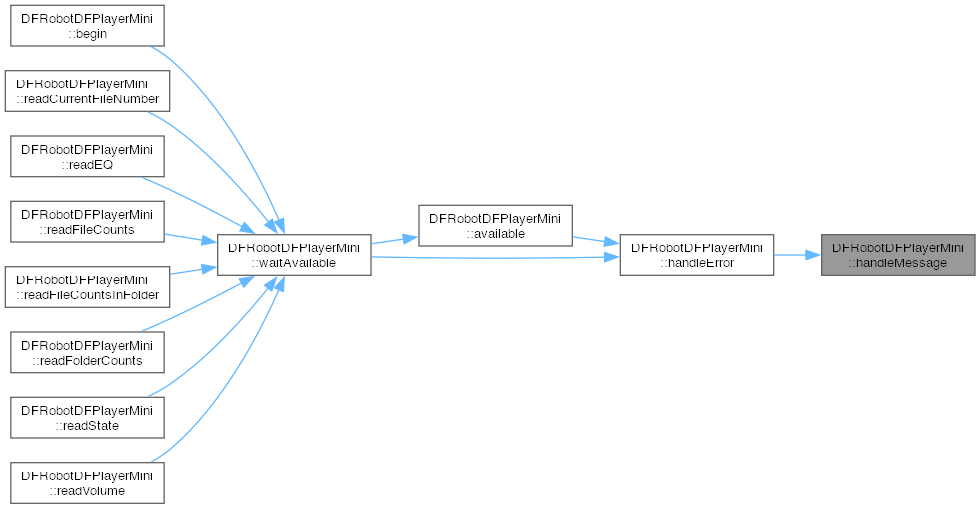 DFRobotDFPlayerMini
::begin
DFRobotDFPlayerMini
::readCurrentFileNumber
DFRobotDFPlayerMini
::readEQ
DFRobotDFPlayerMini
::readFileCounts
DFRobotDFPlayerMini
::readFileCountsInFolder
DFRobotDFPlayerMini
::readFolderCounts
DFRobotDFPlayerMini
::readState
DFRobotDFPlayerMini
::readVolume
DFRobotDFPlayerMini
::waitAvailable
DFRobotDFPlayerMini
::available
DFRobotDFPlayerMini
::handleError
DFRobotDFPlayerMini
::handleMessage